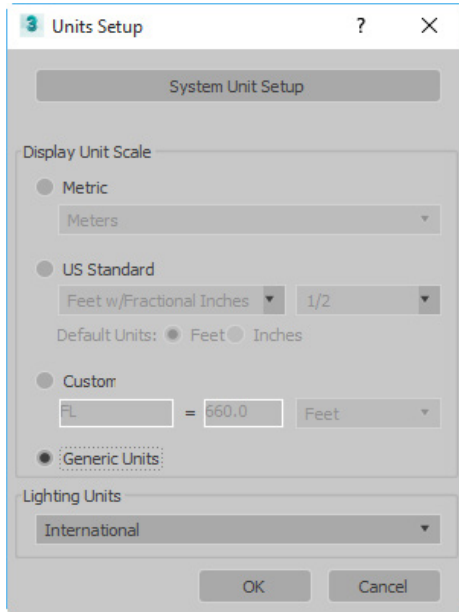 3 Units Setup ? X
System Unit Setup
Display Unit Scale
Metric
Meters
US Standard
Feet w/Fractional Inches 1/2
Default Units: Feet Inches
Custom
FL = 660.0 Feet
Generic Units
Lighting Units
International
OK Cancel